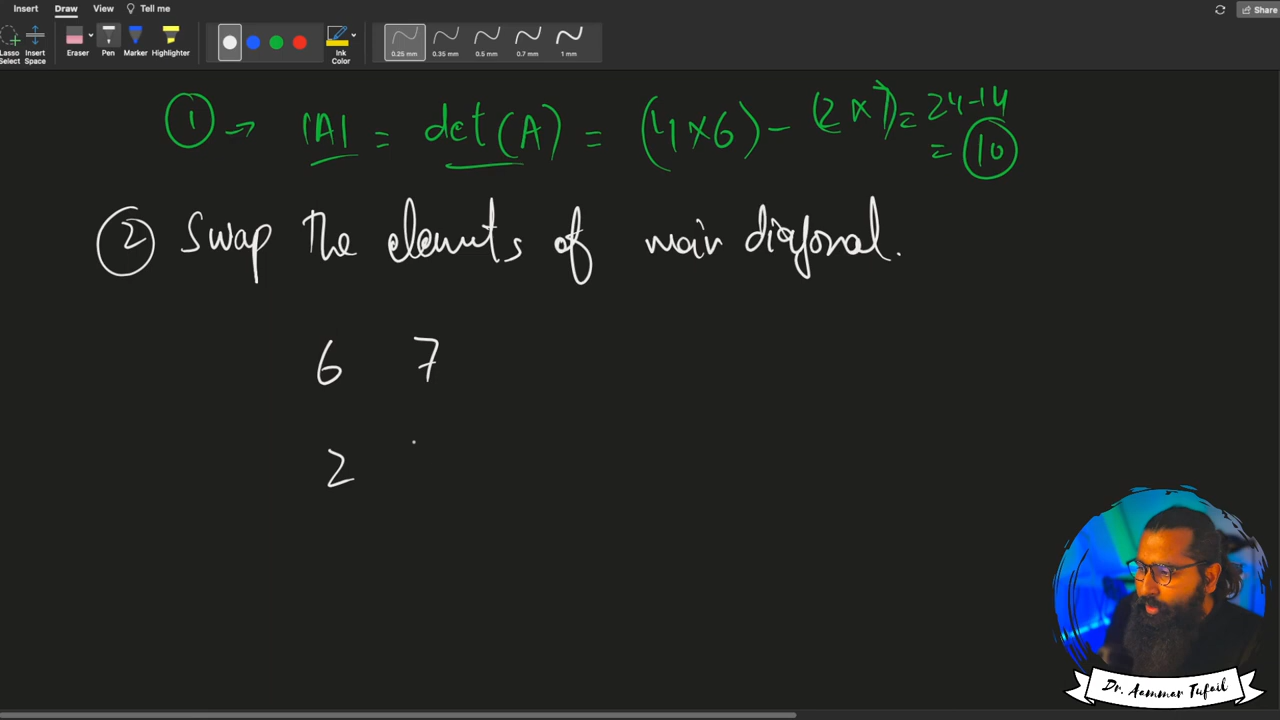 Insert Draw View Tell me Share
Lasso Select Insert Space Eraser Pen Marker Highlighter Ink Color 0.25 mm 0.35 mm 0.5 mm 0.7 mm 1 mm
① → |A| = det(A) = (4×6) - (2×7) = 24-14
= 10
② Swap the elements of main diagonal.
6 7
2
Dr. Aammar Tufail